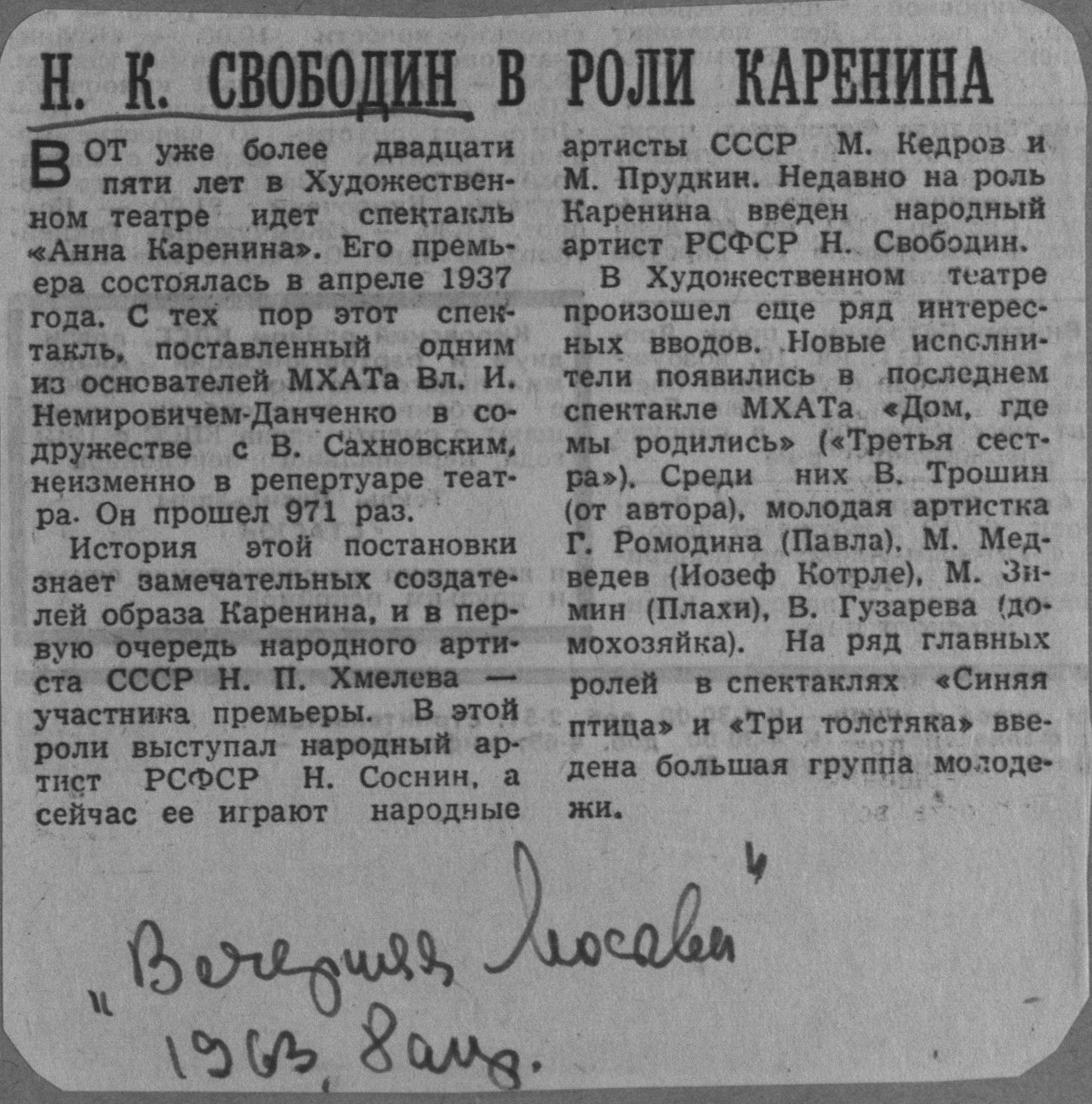 Н. К. СВОБОДИН В РОЛИ КАРЕНИНА
ВОТ уже более двадцати
пяти лет в Художествен-
ном театре идет спектакль
«Анна Каренина». Его премь-
ера состоялась в апреле 1937
года. С тех пор этот спек-
такль, поставленный одним
из основателей МХАТа Вл. И.
Немировичем-Данченко в со-
дружестве с В. Сахновским,
неизменно в репертуаре теат-
ра. Он прошел 971 раз.
История этой постановки
знает замечательных создате-
лей образа Каренина, и в пер-
вую очередь народного арти-
ста СССР Н. П. Хмелева —
участника премьеры. В этой
роли выступал народный ар-
тист РСФСР Н. Соснин, а
сейчас ее играют народные
артисты СССР М. Кедров и
М. Прудкин. Недавно на роль
Каренина введен народный
артист РСФСР Н. Свободин.
В Художественном театре
произошел еще ряд интерес-
ных вводов. Новые исполни-
тели появились в последнем
спектакле МХАТа «Дом, где
мы родились» («Третья сест-
ра»). Среди них В. Трошин
(от автора), молодая артистка
Г. Ромодина (Павла), М. Мед-
ведев (Иозеф Котрле), М. Зи-
мин (Плахи), В. Гузарева (до-
мохозяйка). На ряд главных
ролей в спектаклях «Синяя
птица» и «Три толстяка» вве-
дена большая группа молоде-
жи.
„Вечерняя Москва"
1963, 8 апр.